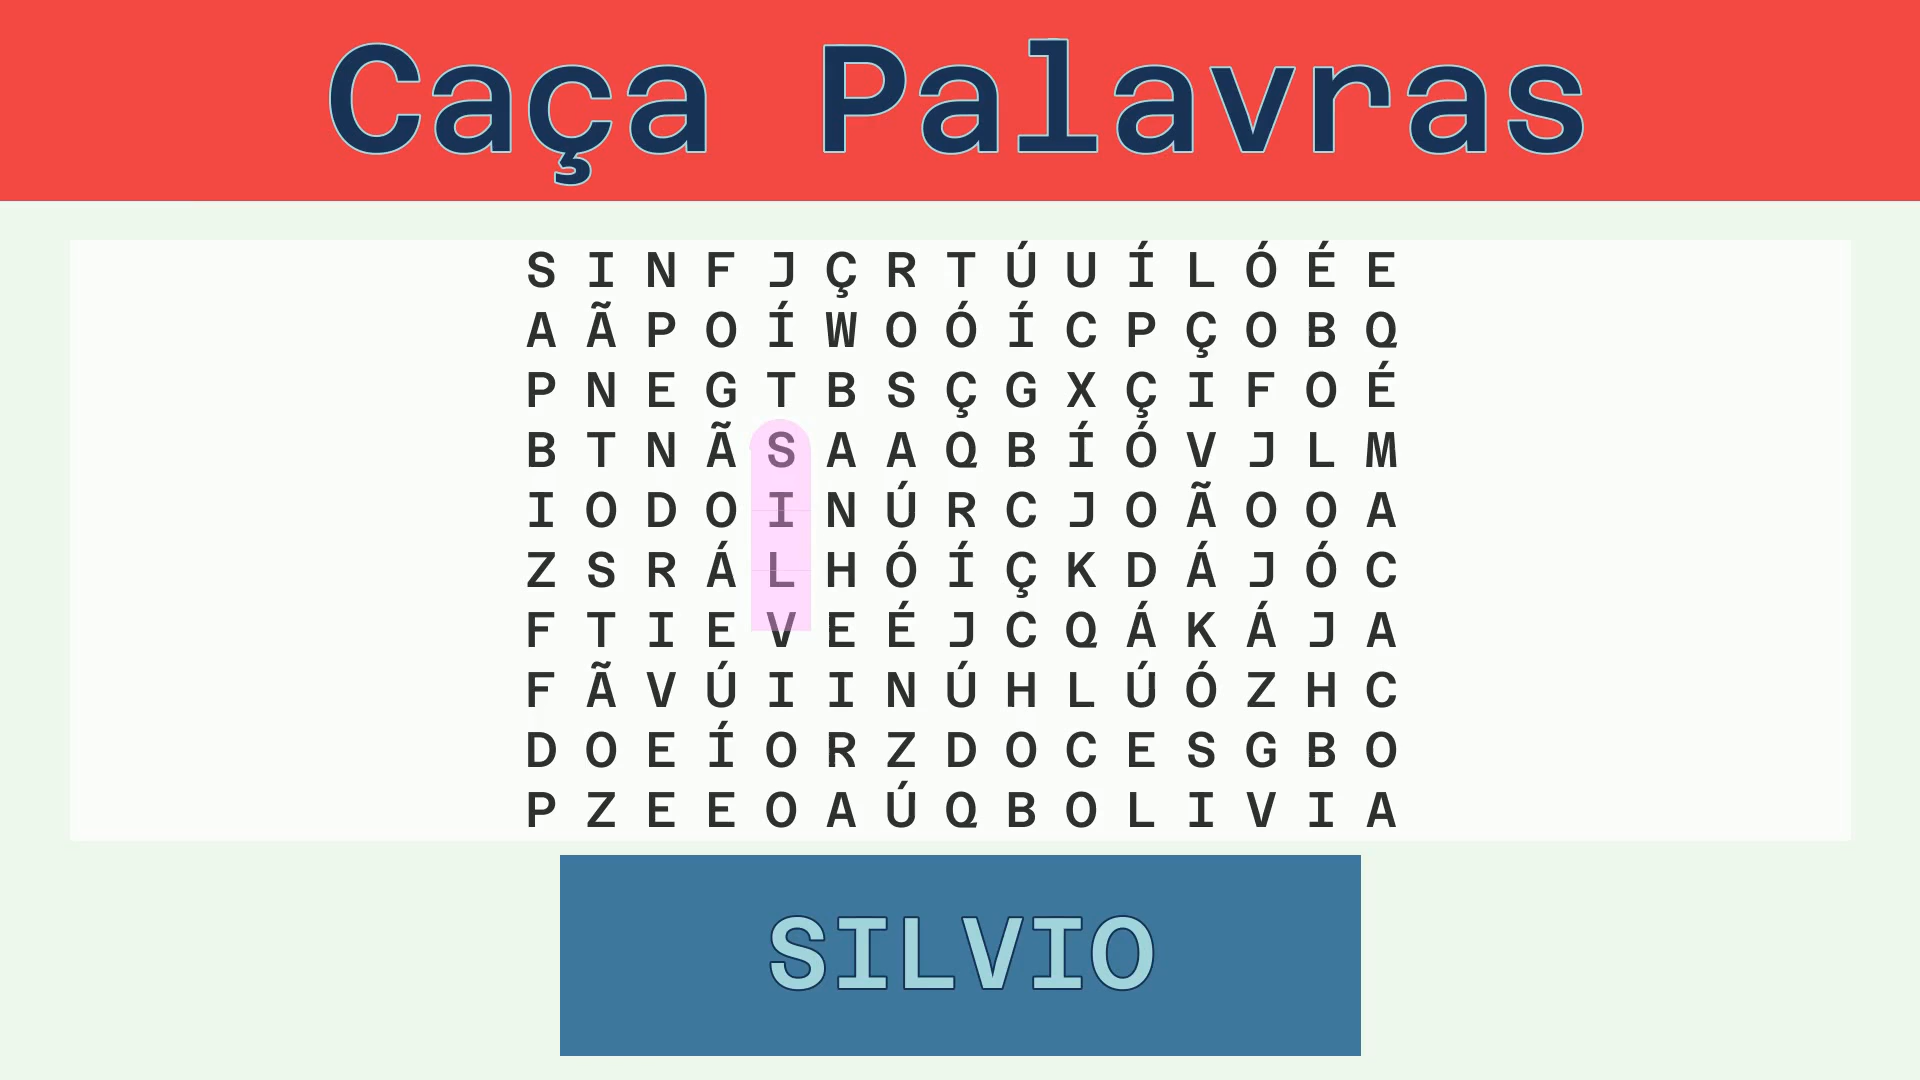 Caça Palavras
S I N F J Ç R T Ú U Í L Ó É E
A Ã P O Í W O Ó Í C P Ç O B Q
P N E G T B S Ç G X Ç I F O É
B T N Ã S A A Q B Í Ó V J L M
I O D O I N Ú R C J O Ã O O A
Z S R Á L H Ó Í Ç K D Á J Ó C
F T I E V E É J C Q Á K Á J A
F Ã V Ú I I N Ú H L Ú Ó Z H C
D O E Í O R Z D O C E S G B O
P Z E E O A Ú Q B O L I V I A
SILVIO